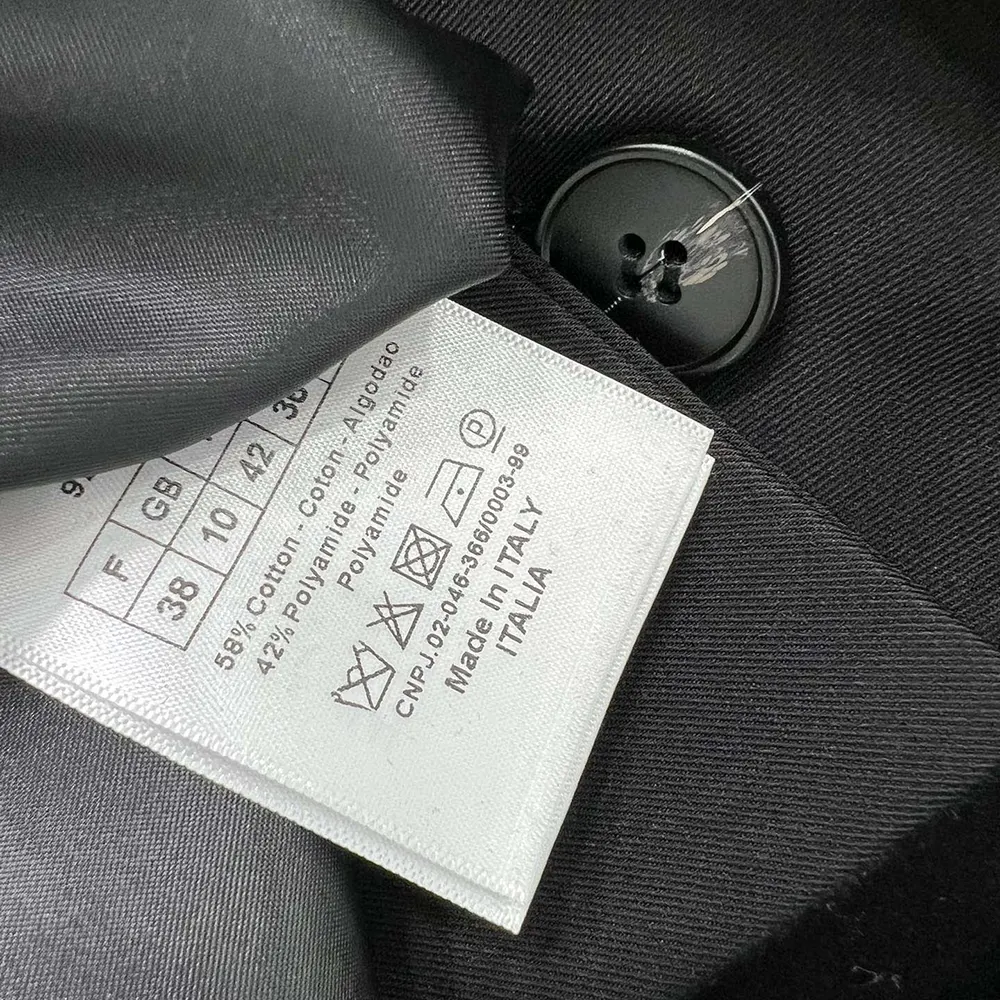 F GB
38 10 42 36
58% Cotton - Coton - Algodao
42% Polyamide - Polyamide
Polyamide
P
CNPJ.02-046-366/0003-99
Made In ITALY
ITALIA